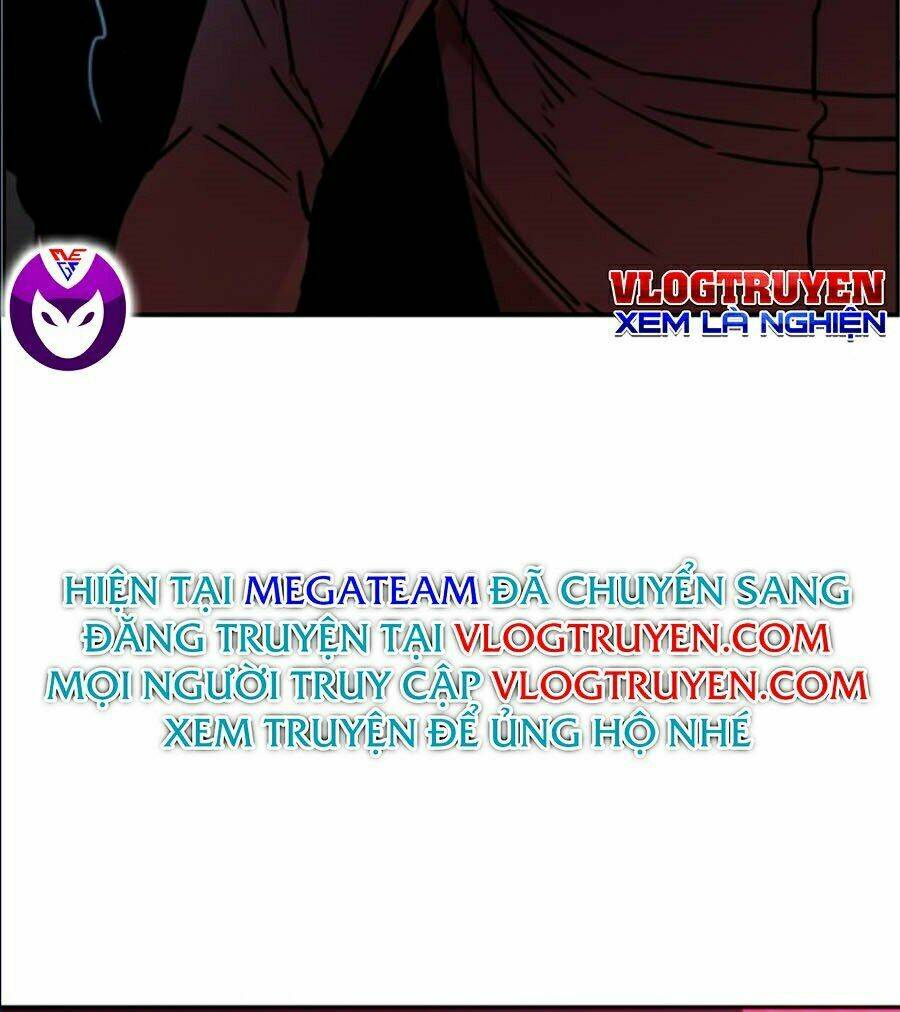 MEGT
VLOGTRUYEN
XEM LÀ NGHIỆN
HIỆN TẠI MEGATEAM ĐÃ CHUYỂN SANG
ĐĂNG TRUYỆN TẠI VLOGTRUYEN.COM
MỌI NGƯỜI TRUY CẬP VLOGTRUYEN.COM
XEM TRUYỆN ĐỂ ỦNG HỘ NHÉ